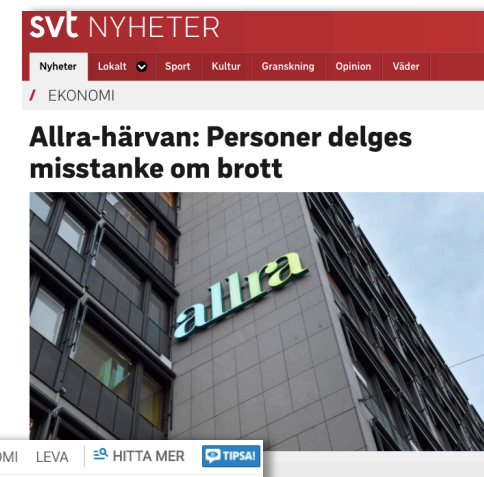 svt NYHETER
Nyheter Lokalt Sport Kultur Granskning Opinion Väder
/ EKONOMI
Allra-härvan: Personer delges
misstanke om brott
allra
OMI LEVA HITTA MER TIPSA!